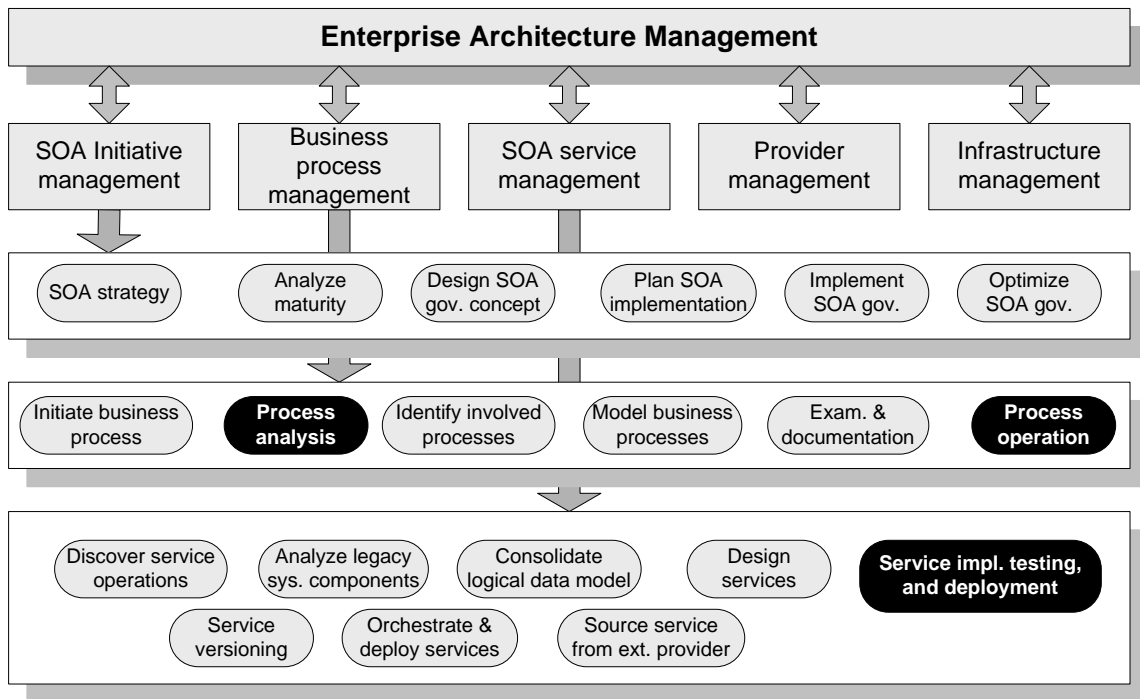 Enterprise Architecture Management
SOA Initiative
management
Business
process
management
SOA service
management
Provider
management
Infrastructure
management
SOA strategy
Analyze
maturity
Design SOA
gov. concept
Plan SOA
implementation
Implement
SOA gov.
Optimize
SOA gov.
Initiate business
process
Process
analysis
Identify involved
processes
Model business
processes
Exam. &
documentation
Process
operation
Discover service
operations
Analyze legacy
sys. components
Consolidate
logical data model
Design
services
Service impl. testing,
and deployment
Service
versioning
Orchestrate &
deploy services
Source service
from ext. provider